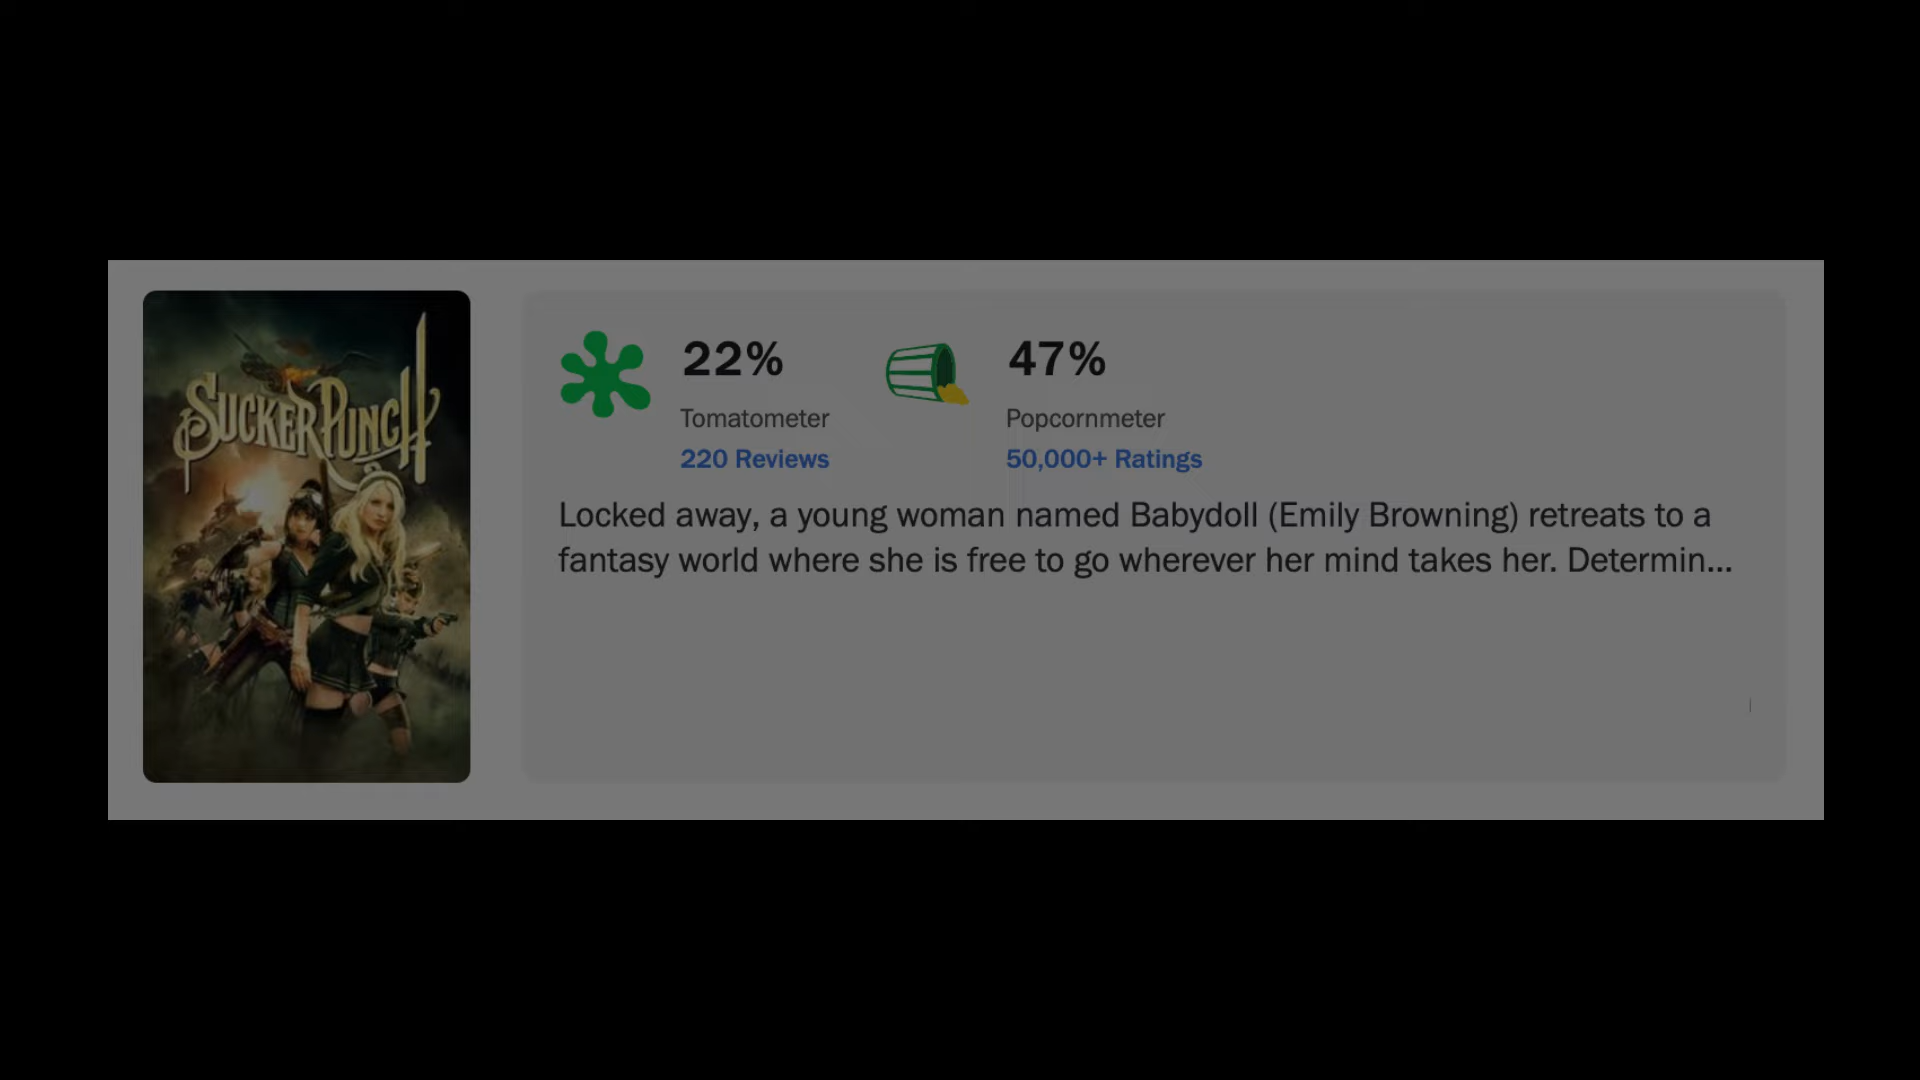 SUCKER PUNCH
22%
Tomatometer
220 Reviews
47%
Popcornmeter
50,000+ Ratings
Locked away, a young woman named Babydoll (Emily Browning) retreats to a
fantasy world where she is free to go wherever her mind takes her. Determin...